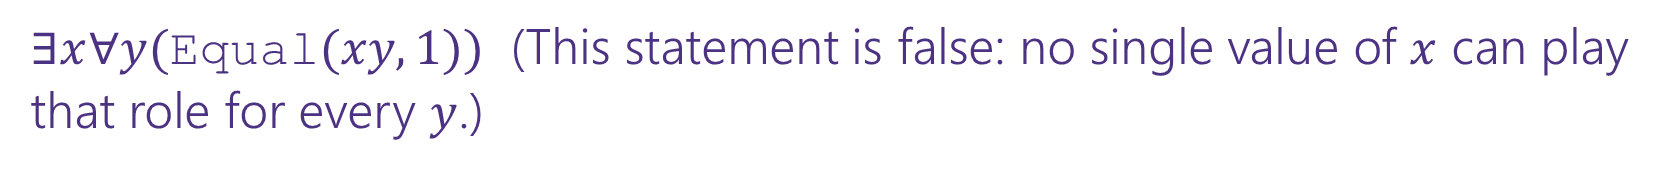 ∃𝑥∀𝑦(Equal(𝑥𝑦, 1)) (This statement is false: no single value of 𝑥 can play
that role for every 𝑦.)